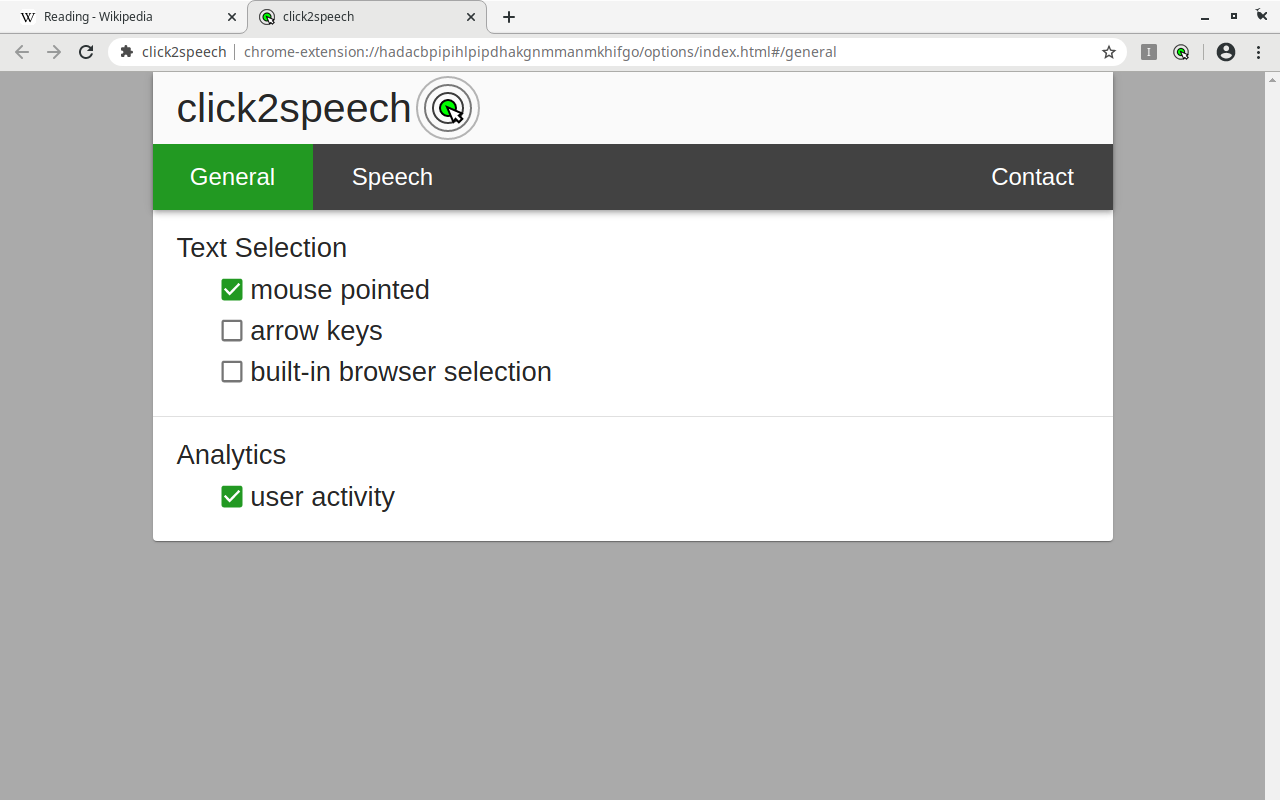 Reading - Wikipedia
click2speech
click2speech
chrome-extension://hadacbpipihlpipdhakgnmmanmkhifgo/options/index.html#/general
click2speech
General
Speech
Contact
Text Selection
mouse pointed
arrow keys
built-in browser selection
Analytics
user activity